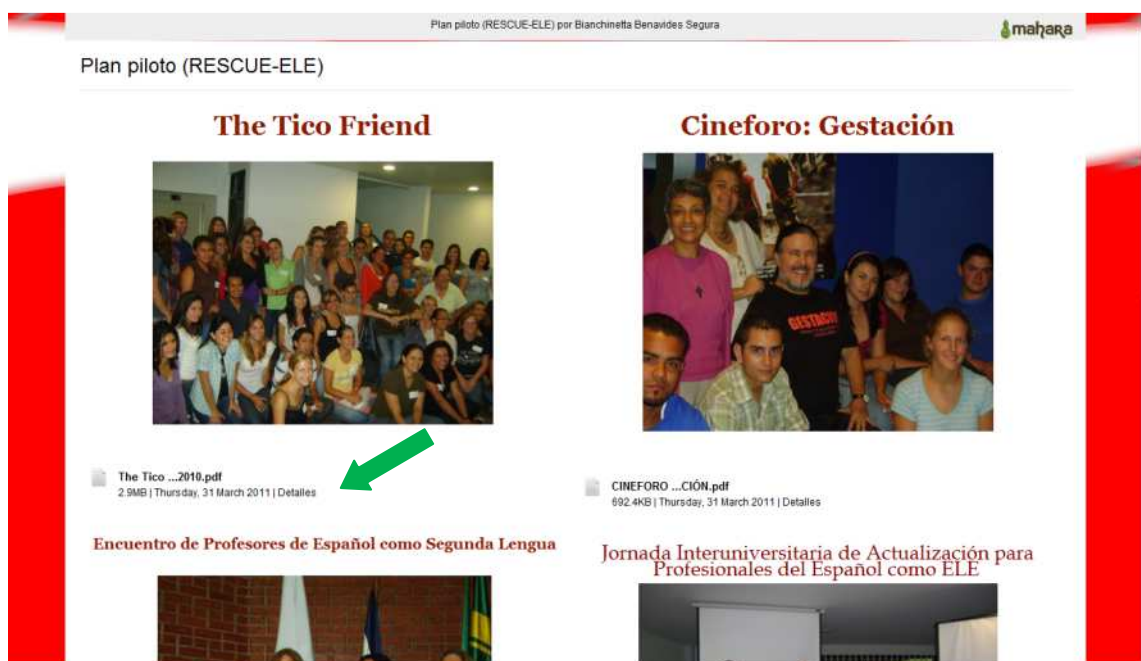 Plan piloto (RESCUE-ELE) por Bianchinetta Benavides Segura
mahara
Plan piloto (RESCUE-ELE)
The Tico Friend
Cineforo: Gestación
GESTACIÓN
The Tico ...2010.pdf
2.9MB | Thursday, 31 March 2011 | Detalles
CINEFORO ...CIÓN.pdf
692.4KB | Thursday, 31 March 2011 | Detalles
Encuentro de Profesores de Español como Segunda Lengua
Jornada Interuniversitaria de Actualización para
Profesionales del Español como ELE